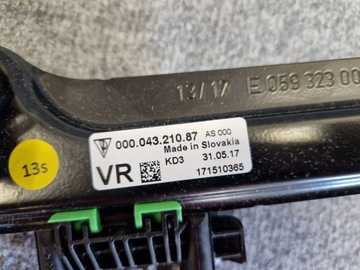 13/17 E 059 323 00
000.043.210.87 AS 000
Made in Slovakia
VR KD3 31.05.17
171510365
13s